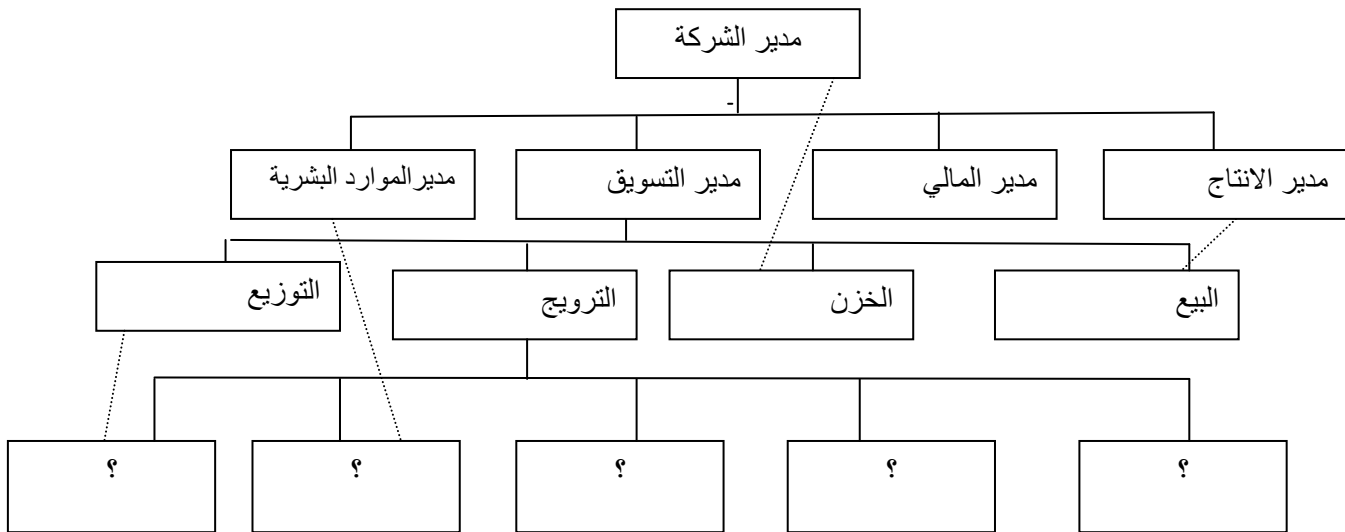 مدير الشركة
-
مدير الانتاج
مدير المالي
مدير التسويق
مديرالموارد البشرية
البيع
الخزن
الترويج
التوزيع
؟
؟
؟
؟
؟